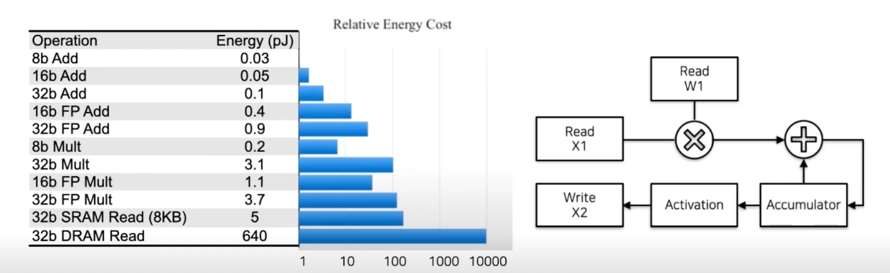 Relative Energy Cost
Operation Energy (pJ)
8b Add 0.03
16b Add 0.05
32b Add 0.1
16b FP Add 0.4
32b FP Add 0.9
8b Mult 0.2
32b Mult 3.1
16b FP Mult 1.1
32b FP Mult 3.7
32b SRAM Read (8KB) 5
32b DRAM Read 640
1 10 100 1000 10000
Read
W1
Read
X1
Write
X2
Activation
Accumulator